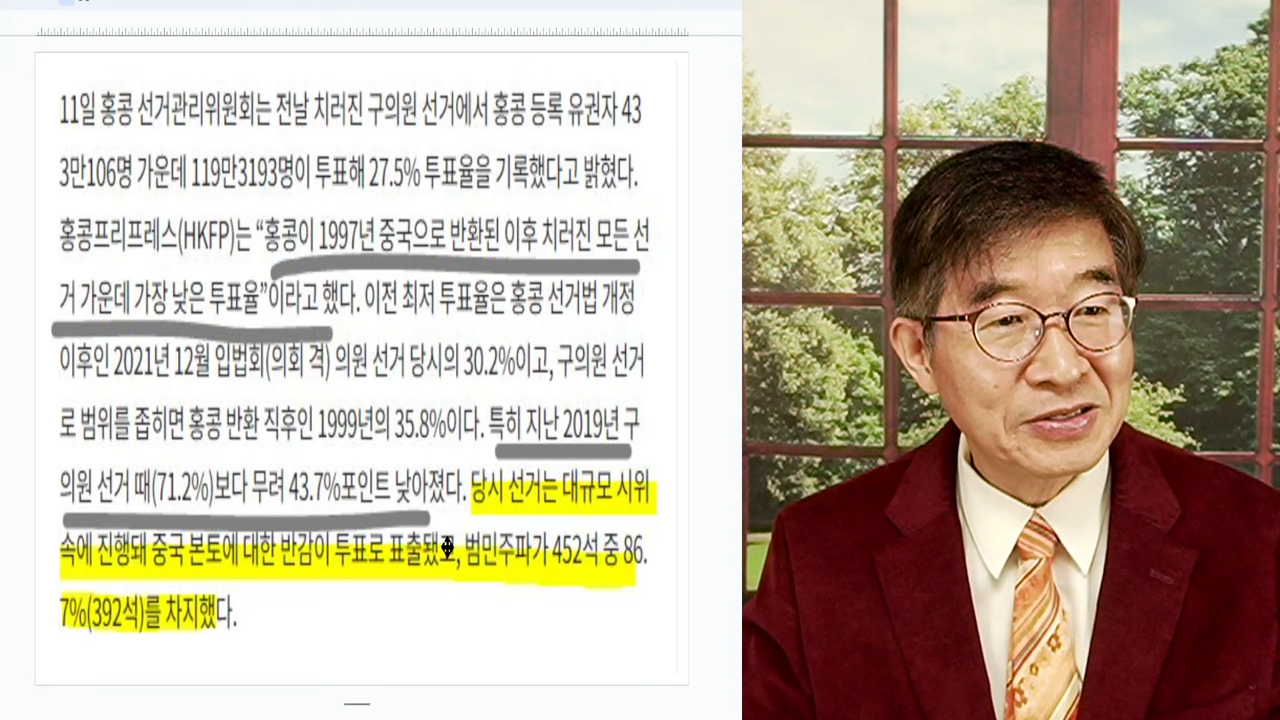 11일 홍콩 선거관리위원회는 전날 치러진 구의원 선거에서 홍콩 등록 유권자 43
3만106명 가운데 119만3193명이 투표해 27.5% 투표율을 기록했다고 밝혔다.
홍콩프리프레스(HKFP)는 “홍콩이 1997년 중국으로 반환된 이후 치러진 모든 선
거 가운데 가장 낮은 투표율”이라고 했다. 이전 최저 투표율은 홍콩 선거법 개정
이후인 2021년 12월 입법회(의회 격) 의원 선거 당시의 30.2%이고, 구의원 선거
로 범위를 좁히면 홍콩 반환 직후인 1999년의 35.8%이다. 특히 지난 2019년 구
의원 선거 때(71.2%)보다 무려 43.7%포인트 낮아졌다. 당시 선거는 대규모 시위
속에 진행돼 중국 본토에 대한 반감이 투표로 표출됐고, 범민주파가 452석 중 86.
7%(392석)를 차지했다.